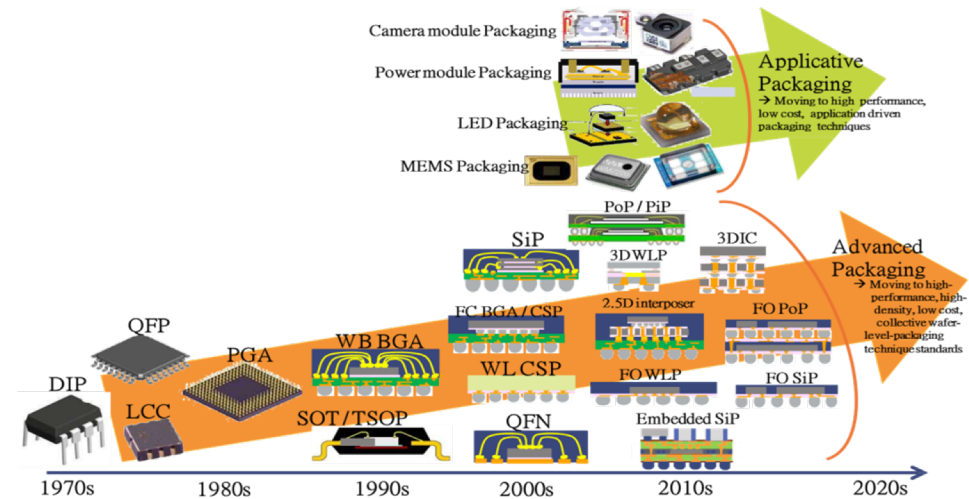 Camera module Packaging
Power module Packaging
LED Packaging
MEMS Packaging
Applicative
Packaging
→ Moving to high performance,
low cost, application driven
packaging techniques
PoP / PiP
SiP
3DWLP
3DIC
Advanced
Packaging
→ Moving to high-
performance, high-
density, low cost,
collective wafer-
level-packaging
technique standards
2.5D interposer
FC BGA / CSP
FO PoP
QFP
PGA
WB BGA
WL CSP
FO WLP
FO SiP
DIP
LCC
SOT/TSOP
QFN
Embedded SiP
1970s
1980s
1990s
2000s
2010s
2020s